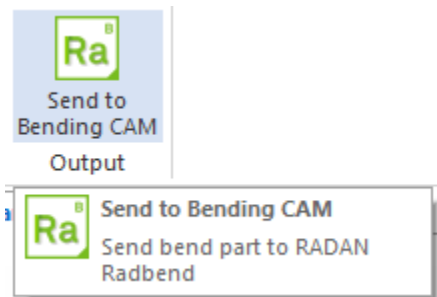 B
Ra
Send to
Bending CAM
Output
a
B
Ra
Send to Bending CAM
Send bend part to RADAN
Radbend